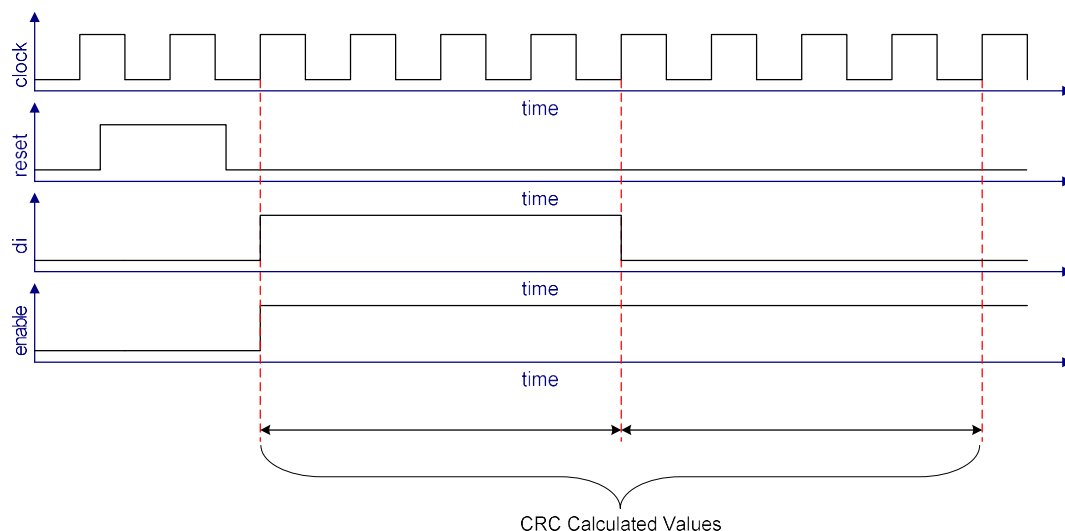 clock
time
reset
time
di
time
enable
time
CRC Calculated Values